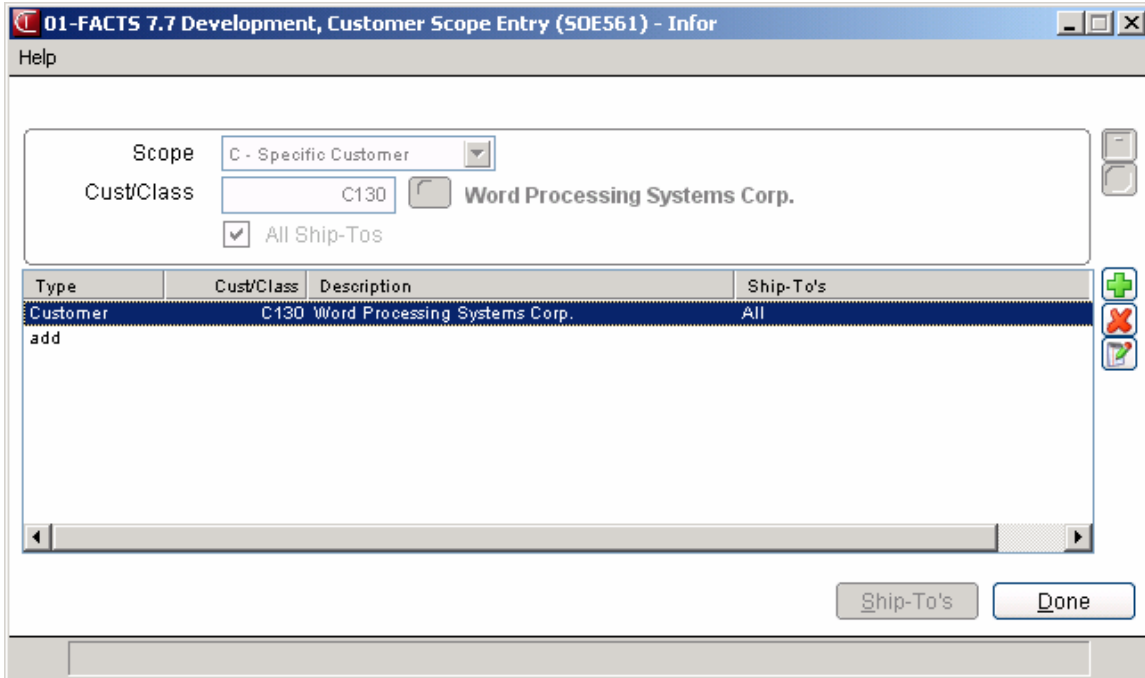 01-FACTS 7.7 Development, Customer Scope Entry (SOE561) - Infor
Help
Scope C - Specific Customer
Cust/Class C130 Word Processing Systems Corp.
All Ship-Tos
Type Cust/Class Description Ship-To's
Customer C130 Word Processing Systems Corp. All
add
Ship-To's Done